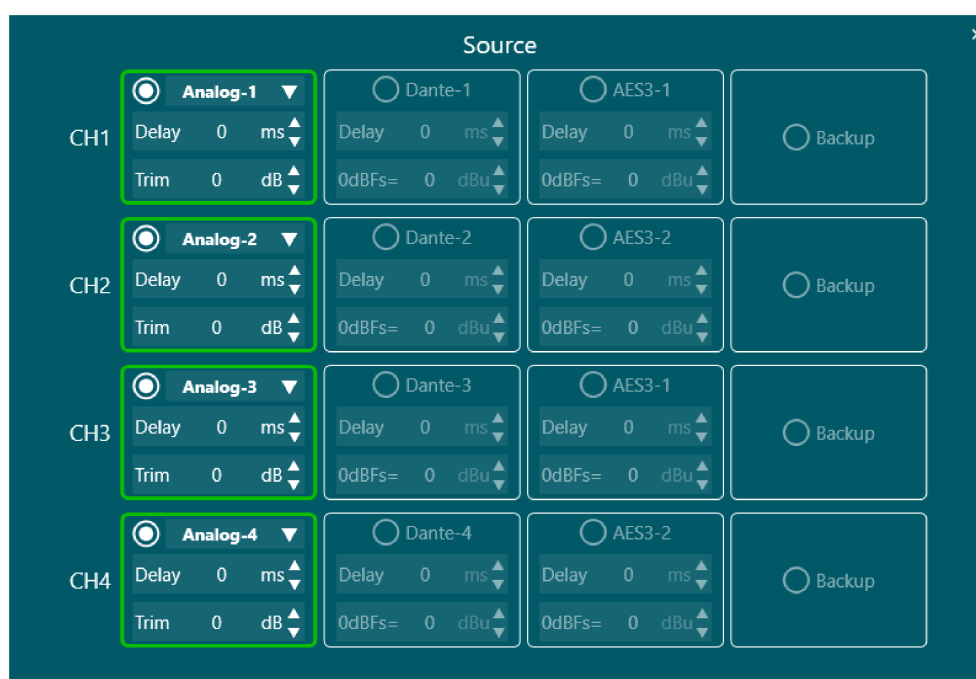 Source
CH1
Analog-1
Delay 0 ms
Trim 0 dB
Dante-1
Delay 0 ms
0dBFs= 0 dBu
AES3-1
Delay 0 ms
0dBFs= 0 dBu
Backup
CH2
Analog-2
Delay 0 ms
Trim 0 dB
Dante-2
Delay 0 ms
0dBFs= 0 dBu
AES3-2
Delay 0 ms
0dBFs= 0 dBu
Backup
CH3
Analog-3
Delay 0 ms
Trim 0 dB
Dante-3
Delay 0 ms
0dBFs= 0 dBu
AES3-1
Delay 0 ms
0dBFs= 0 dBu
Backup
CH4
Analog-4
Delay 0 ms
Trim 0 dB
Dante-4
Delay 0 ms
0dBFs= 0 dBu
AES3-2
Delay 0 ms
0dBFs= 0 dBu
Backup